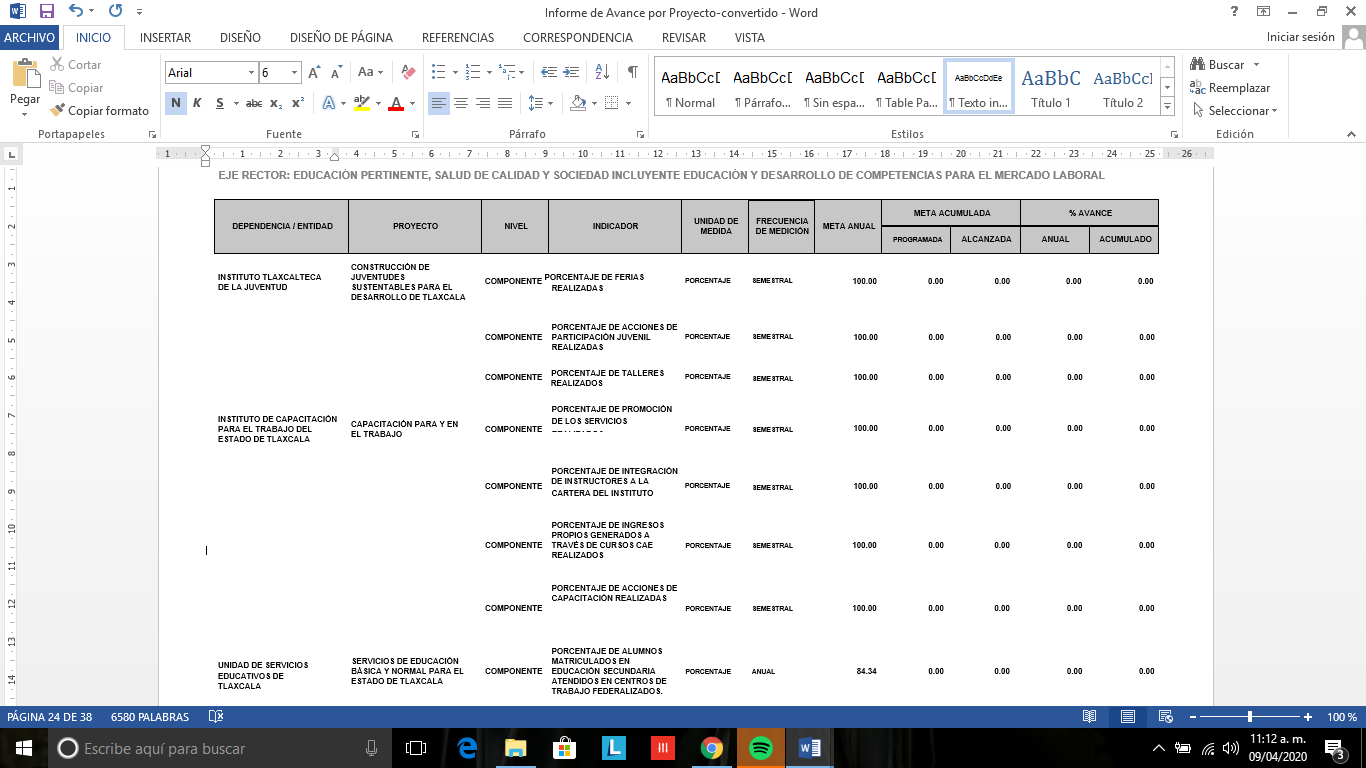 Informe de Avance por Proyecto-convertido - Word
ARCHIVO INICIO INSERTAR DISEÑO DISEÑO DE PÁGINA REFERENCIAS CORRESPONDENCIA REVISAR VISTA Iniciar sesión
Pegar
Cortar
Copiar
Copiar formato
Portapapeles
Arial 6
Fuente
Párrafo
AaBbCcI AaBbCcI AaBbCcI AaBbCcI AaBbCcDdEe AaBbC AaBbCcI
¶ Normal ¶ Párrafo... ¶ Sin espa... ¶ Table Pa... ¶ Texto in... Título 1 Título 2
Estilos
Buscar
Reemplazar
Seleccionar
Edición
EJE RECTOR: EDUCACIÓN PERTINENTE, SALUD DE CALIDAD Y SOCIEDAD INCLUYENTE EDUCACIÓN Y DESARROLLO DE COMPETENCIAS PARA EL MERCADO LABORAL
DEPENDENCIA / ENTIDAD PROYECTO NIVEL INDICADOR UNIDAD DE MEDIDA FRECUENCIA DE MEDICIÓN META ANUAL META ACUMULADA % AVANCE
PROGRAMADA ALCANZADA ANUAL ACUMULADO
INSTITUTO TLAXCALTECA DE LA JUVENTUD CONSTRUCCIÓN DE JUVENTUDES SUSTENTABLES PARA EL DESARROLLO DE TLAXCALA COMPONENTE PORCENTAJE DE FERIAS REALIZADAS PORCENTAJE SEMESTRAL 100.00 0.00 0.00 0.00 0.00
COMPONENTE PORCENTAJE DE ACCIONES DE PARTICIPACIÓN JUVENIL REALIZADAS PORCENTAJE SEMESTRAL 100.00 0.00 0.00 0.00 0.00
COMPONENTE PORCENTAJE DE TALLERES REALIZADOS PORCENTAJE SEMESTRAL 100.00 0.00 0.00 0.00 0.00
INSTITUTO DE CAPACITACIÓN PARA EL TRABAJO DEL ESTADO DE TLAXCALA CAPACITACIÓN PARA Y EN EL TRABAJO COMPONENTE PORCENTAJE DE PROMOCIÓN DE LOS SERVICIOS PORCENTAJE SEMESTRAL 100.00 0.00 0.00 0.00 0.00
COMPONENTE PORCENTAJE DE INTEGRACIÓN DE INSTRUCTORES A LA CARTERA DEL INSTITUTO PORCENTAJE SEMESTRAL 100.00 0.00 0.00 0.00 0.00
COMPONENTE PORCENTAJE DE INGRESOS PROPIOS GENERADOS A TRAVÉS DE CURSOS CAE REALIZADOS PORCENTAJE SEMESTRAL 100.00 0.00 0.00 0.00 0.00
COMPONENTE PORCENTAJE DE ACCIONES DE CAPACITACIÓN REALIZADAS PORCENTAJE SEMESTRAL 100.00 0.00 0.00 0.00 0.00
UNIDAD DE SERVICIOS EDUCATIVOS DE TLAXCALA SERVICIOS DE EDUCACIÓN BÁSICA Y NORMAL PARA EL ESTADO DE TLAXCALA COMPONENTE PORCENTAJE DE ALUMNOS MATRICULADOS EN EDUCACIÓN SECUNDARIA ATENDIDOS EN CENTROS DE TRABAJO FEDERALIZADOS. PORCENTAJE ANUAL 84.34 0.00 0.00 0.00 0.00
PÁGINA 24 DE 38 6580 PALABRAS 100 %
Escribe aquí para buscar
11:12 a. m.
09/04/2020
3